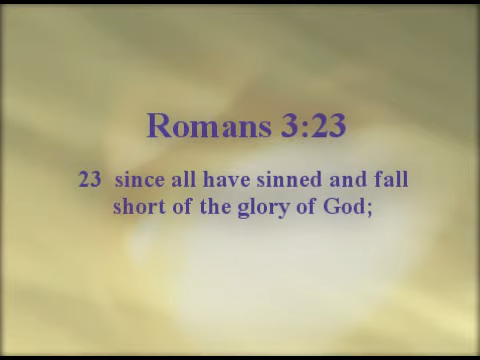 Romans 3:23
23 since all have sinned and fall
short of the glory of God;